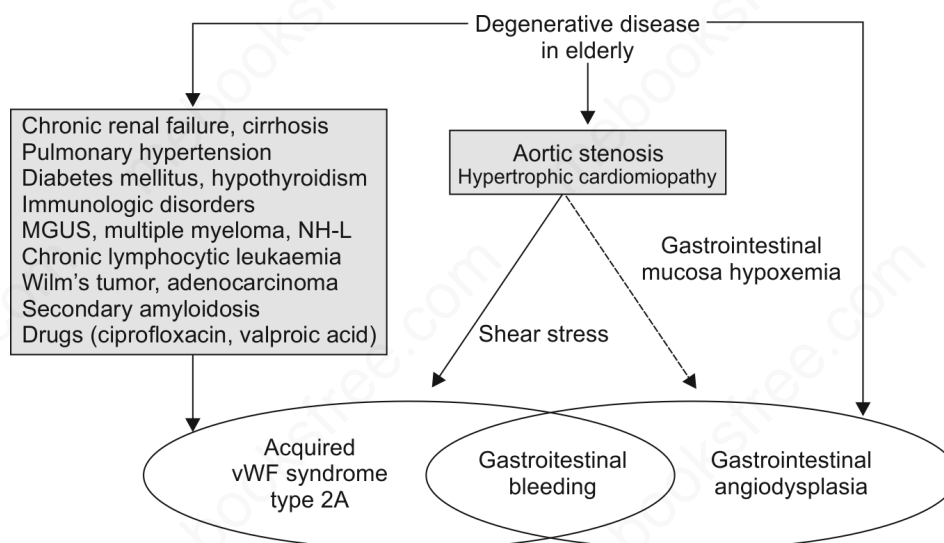 Degenerative disease
in elderly
Chronic renal failure, cirrhosis
Pulmonary hypertension
Diabetes mellitus, hypothyroidism
Immunologic disorders
MGUS, multiple myeloma, NH-L
Chronic lymphocytic leukaemia
Wilm's tumor, adenocarcinoma
Secondary amyloidosis
Drugs (ciprofloxacin, valproic acid)
Aortic stenosis
Hypertrophic cardiomiopathy
Gastrointestinal
mucosa hypoxemia
Shear stress
Acquired
vWF syndrome
type 2A
Gastroitestinal
bleeding
Gastrointestinal
angiodysplasia